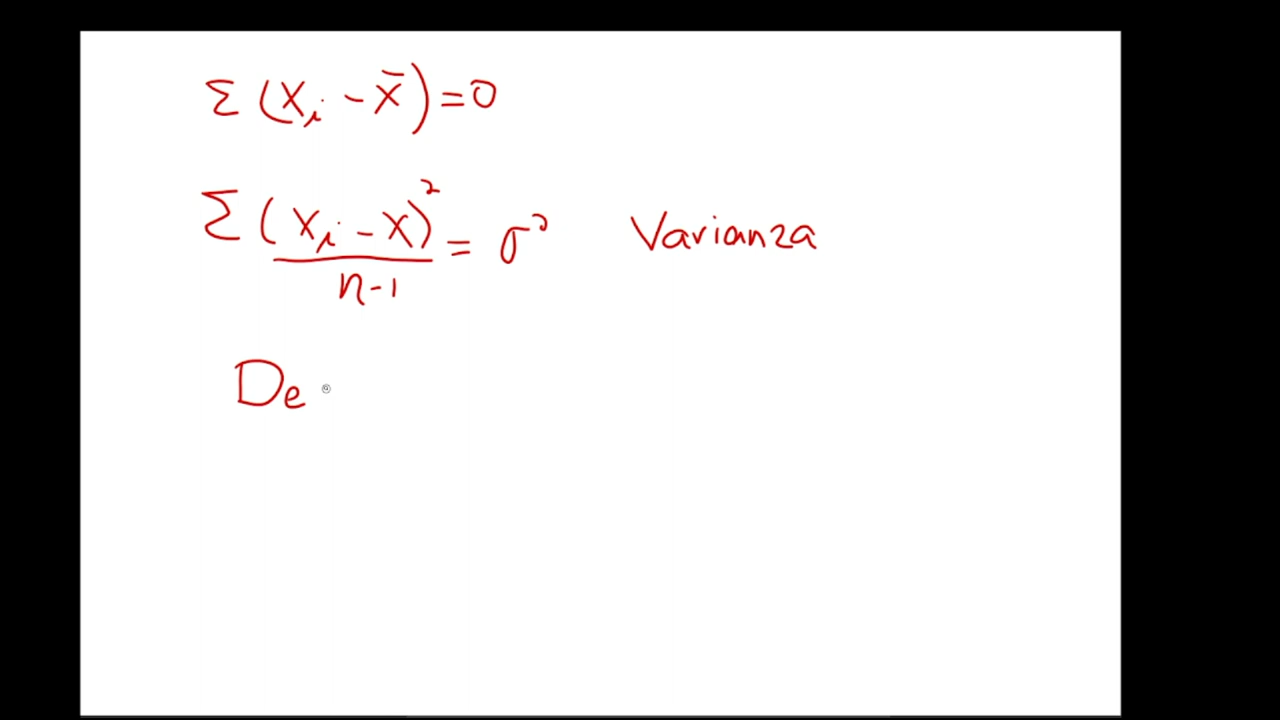 Σ (Xᵢ - x̄) = 0
Σ (xᵢ - x)² / n-1 = σ² Varianza
De